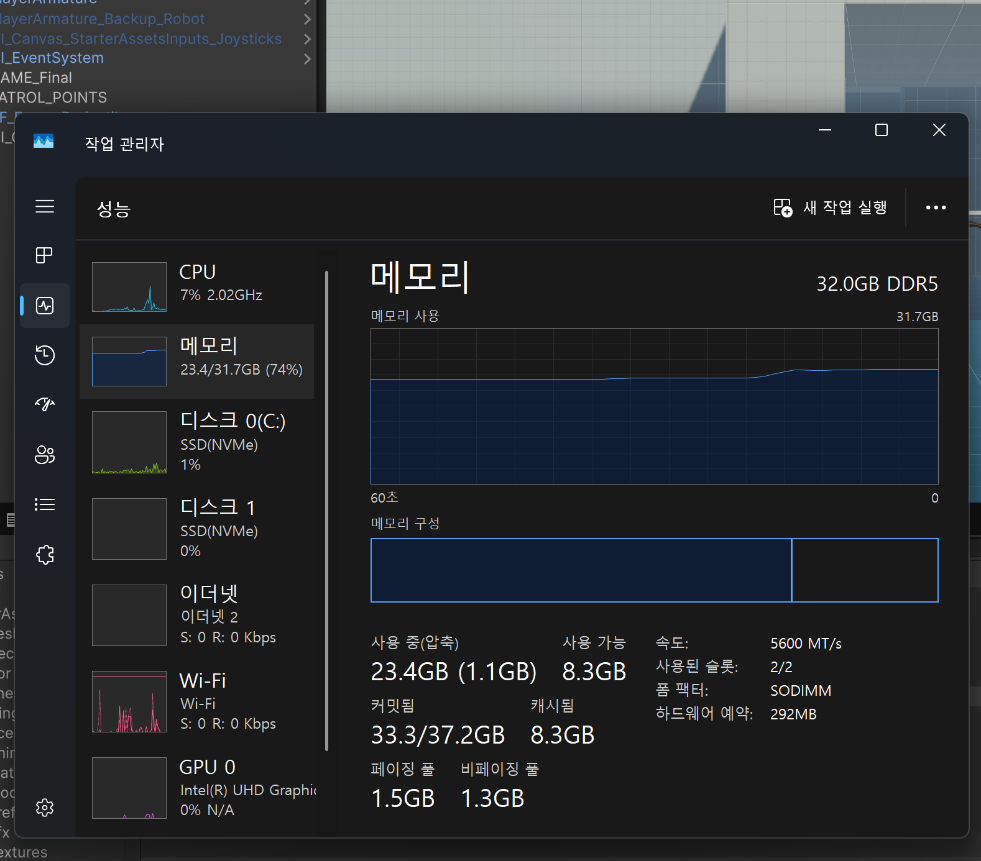 layerArmature_Backup_Robot
I_Canvas_StarterAssetsInputs_Joysticks
I_EventSystem
AME_Final
ATROL_POINTS
작업 관리자
성능
새 작업 실행
CPU
7% 2.02GHz
메모리
23.4/31.7GB (74%)
디스크 0(C:)
SSD(NVMe)
1%
디스크 1
SSD(NVMe)
0%
이더넷
이더넷 2
S: 0 R: 0 Kbps
Wi-Fi
Wi-Fi
S: 0 R: 0 Kbps
GPU 0
Intel(R) UHD Graphic
0% N/A
메모리
32.0GB DDR5
메모리 사용
31.7GB
60초
0
메모리 구성
사용 중(압축)
23.4GB (1.1GB)
사용 가능
8.3GB
커밋됨
33.3/37.2GB
캐시됨
8.3GB
페이징 풀
1.5GB
비페이징 풀
1.3GB
속도:
5600 MT/s
사용된 슬롯:
2/2
폼 팩터:
SODIMM
하드웨어 예약:
292MB
extures